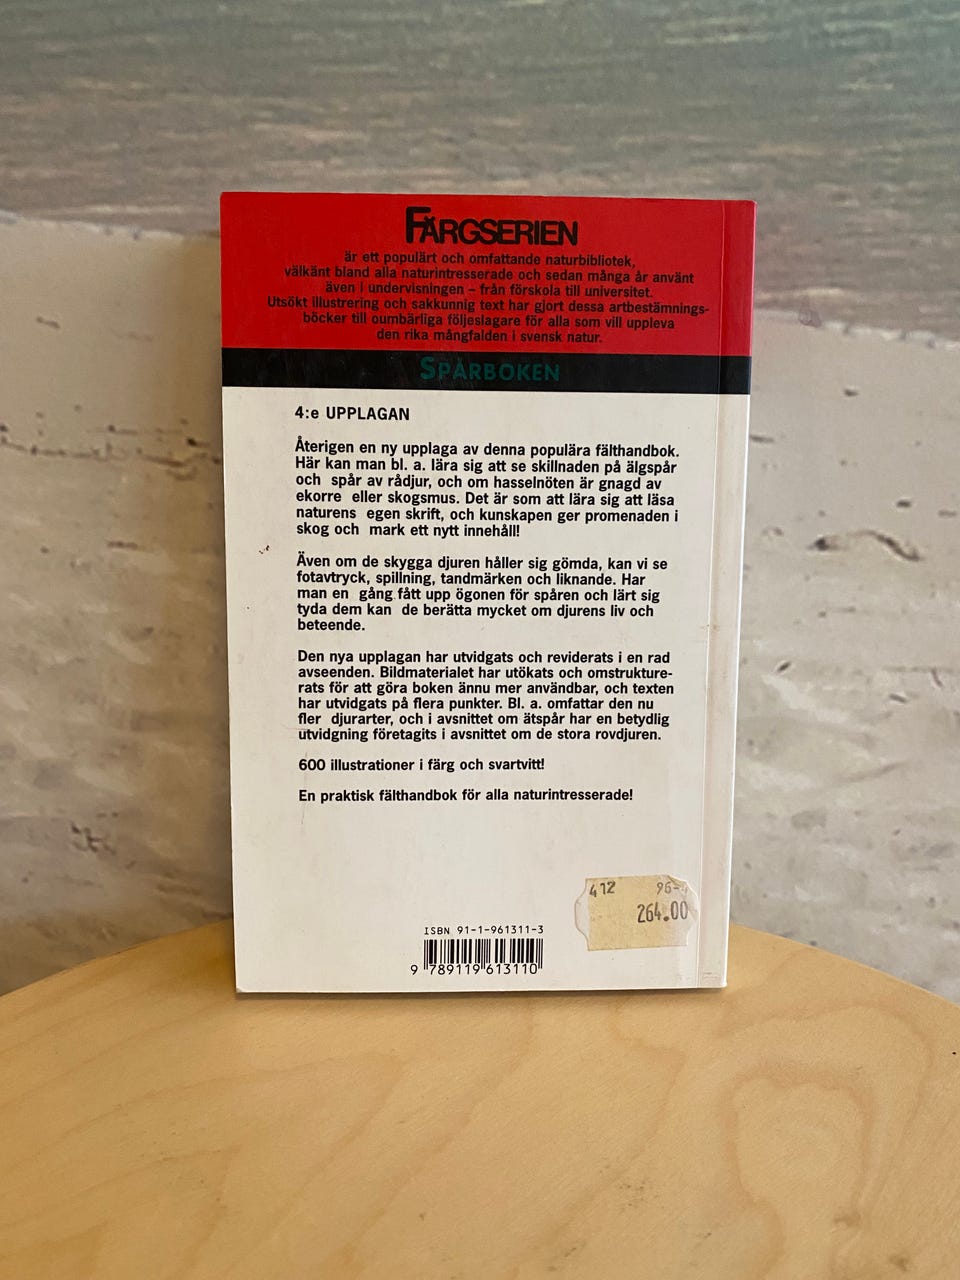 FÄRGSERIEN
är ett populärt och omfattande naturbibliotek,
välkänt bland alla naturintresserade och sedan många år använt
även i undervisningen – från förskola till universitet.
Utsökt illustrering och sakkunnig text har gjort dessa artbestämnings-
böcker till oumbärliga följeslagare för alla som vill uppleva
den rika mångfalden i svensk natur.
SPÅRBOKEN
4:e UPPLAGAN
Återigen en ny upplaga av denna populära fälthandbok.
Här kan man bl. a. lära sig att se skillnaden på älgspår
och spår av rådjur, och om hasselnöten är gnagd av
ekorre eller skogsmus. Det är som att lära sig att läsa
naturens egen skrift, och kunskapen ger promenaden i
skog och mark ett nytt innehåll!
Även om de skygga djuren håller sig gömda, kan vi se
fotavtryck, spillning, tandmärken och liknande. Har
man en gång fått upp ögonen för spåren och lärt sig
tyda dem kan de berätta mycket om djurens liv och
beteende.
Den nya upplagan har utvidgats och reviderats i en rad
avseenden. Bildmaterialet har utökats och omstrukture-
rats för att göra boken ännu mer användbar, och texten
har utvidgats på flera punkter. Bl. a. omfattar den nu
fler djurarter, och i avsnittet om ätspår har en betydlig
utvidgning företagits i avsnittet om de stora rovdjuren.
600 illustrationer i färg och svartvitt!
En praktisk fälthandbok för alla naturintresserade!
412 96-
264.00
ISBN 91-1-961311-3
9 789119 613110